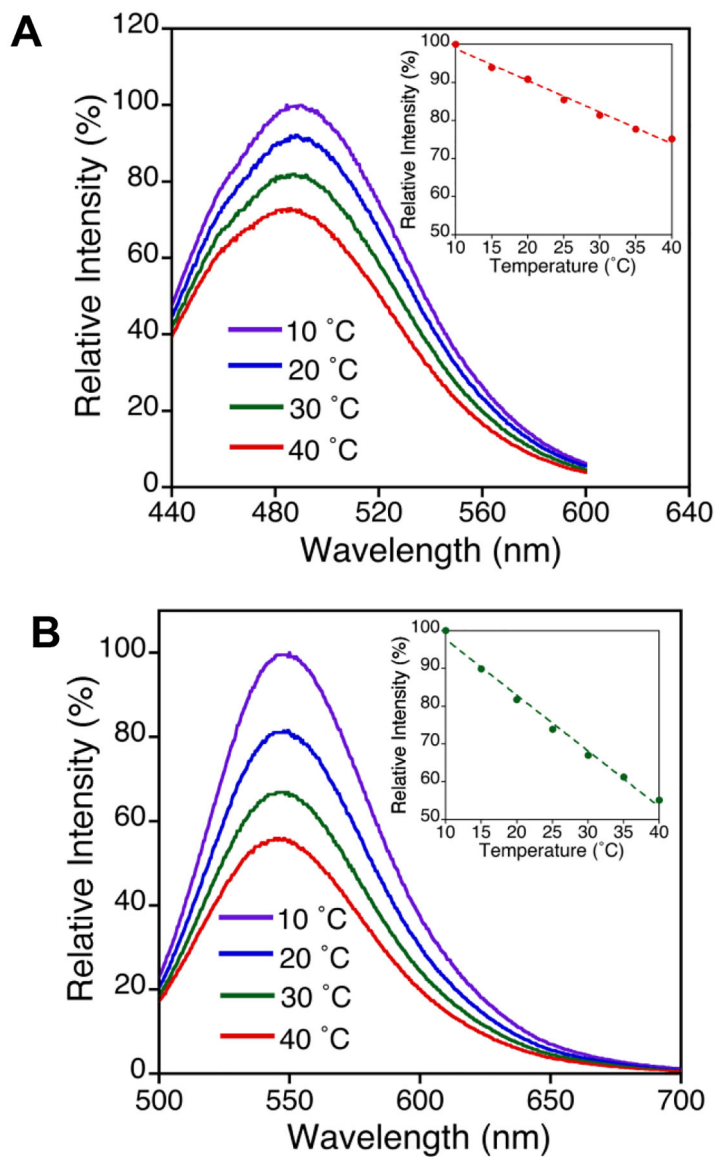 A
Relative Intensity (%)
120
100
80
60
40
20
0
440
480
520
560
600
640
Wavelength (nm)
10 ˚C
20 ˚C
30 ˚C
40 ˚C
Relative Intensity (%)
100
90
80
70
60
50
10
15
20
25
30
35
40
Temperature (˚C)
B
Relative Intensity (%)
100
80
60
40
20
0
500
550
600
650
700
Wavelength (nm)
10 ˚C
20 ˚C
30 ˚C
40 ˚C
Relative Intensity (%)
100
90
80
70
60
50
10
15
20
25
30
35
40
Temperature (˚C)